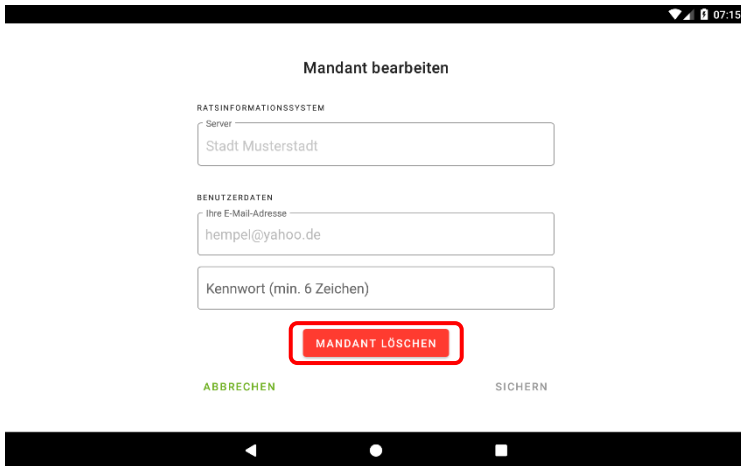 07:15
Mandant bearbeiten
RATSINFORMATIONSSYSTEM
Server
Stadt Musterstadt
BENUTZERDATEN
Ihre E-Mail-Adresse
hempel@yahoo.de
Kennwort (min. 6 Zeichen)
MANDANT LÖSCHEN
ABBRECHEN SICHERN